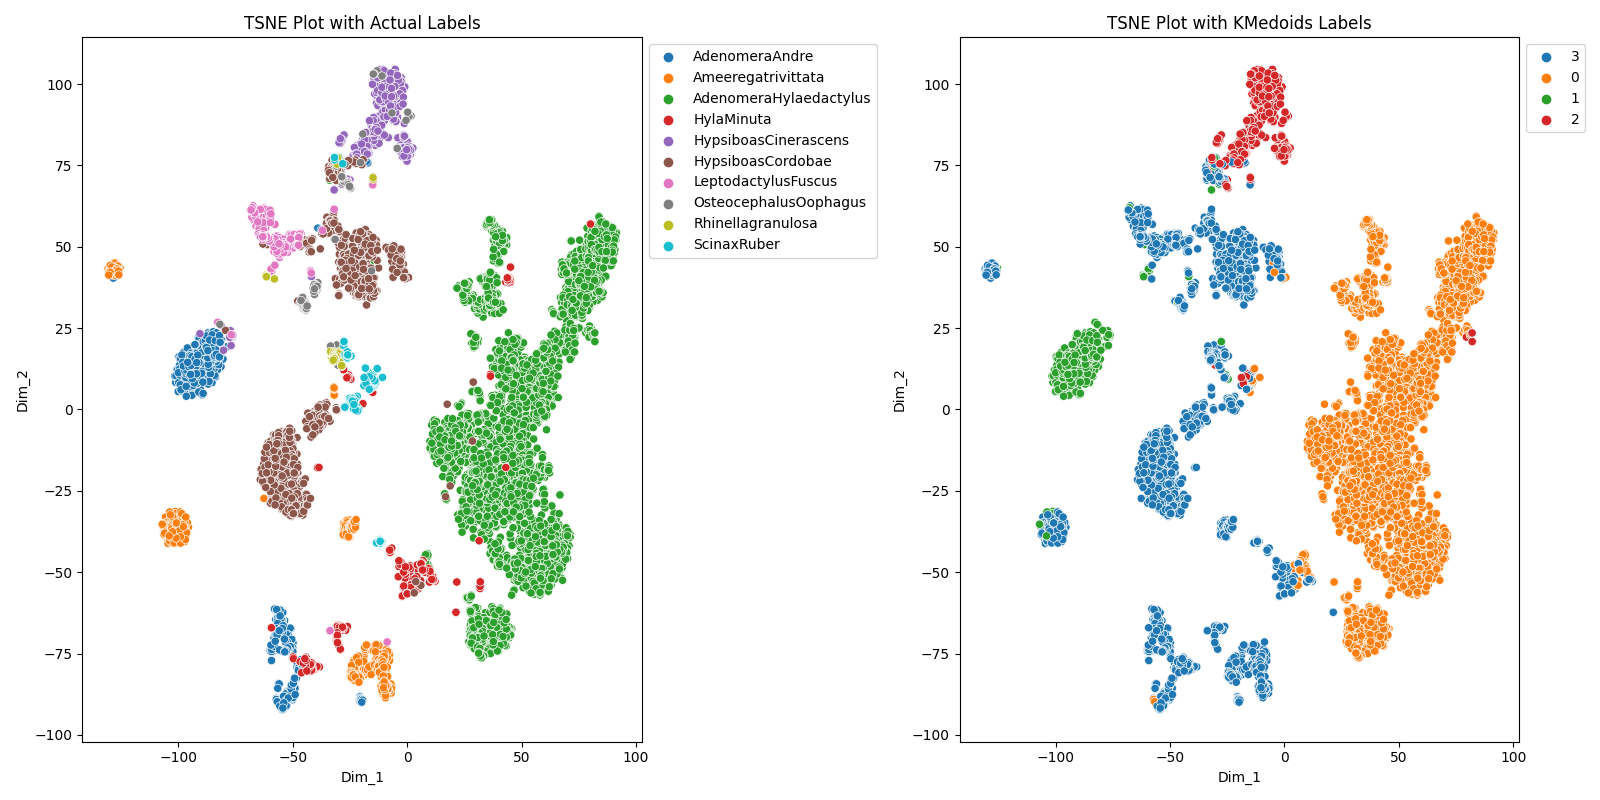 TSNE Plot with Actual Labels
100
75
50
25
0
−25
−50
−75
−100
−100
−50
0
50
100
Dim_1
Dim_2
AdenomeraAndre
Ameeregatrivittata
AdenomeraHylaedactylus
HylaMinuta
HypsiboasCinerascens
HypsiboasCordobae
LeptodactylusFuscus
OsteocephalusOophagus
Rhinellagranulosa
ScinaxRuber
TSNE Plot with KMedoids Labels
100
75
50
25
0
−25
−50
−75
−100
−100
−50
0
50
100
Dim_1
Dim_2
3
0
1
2